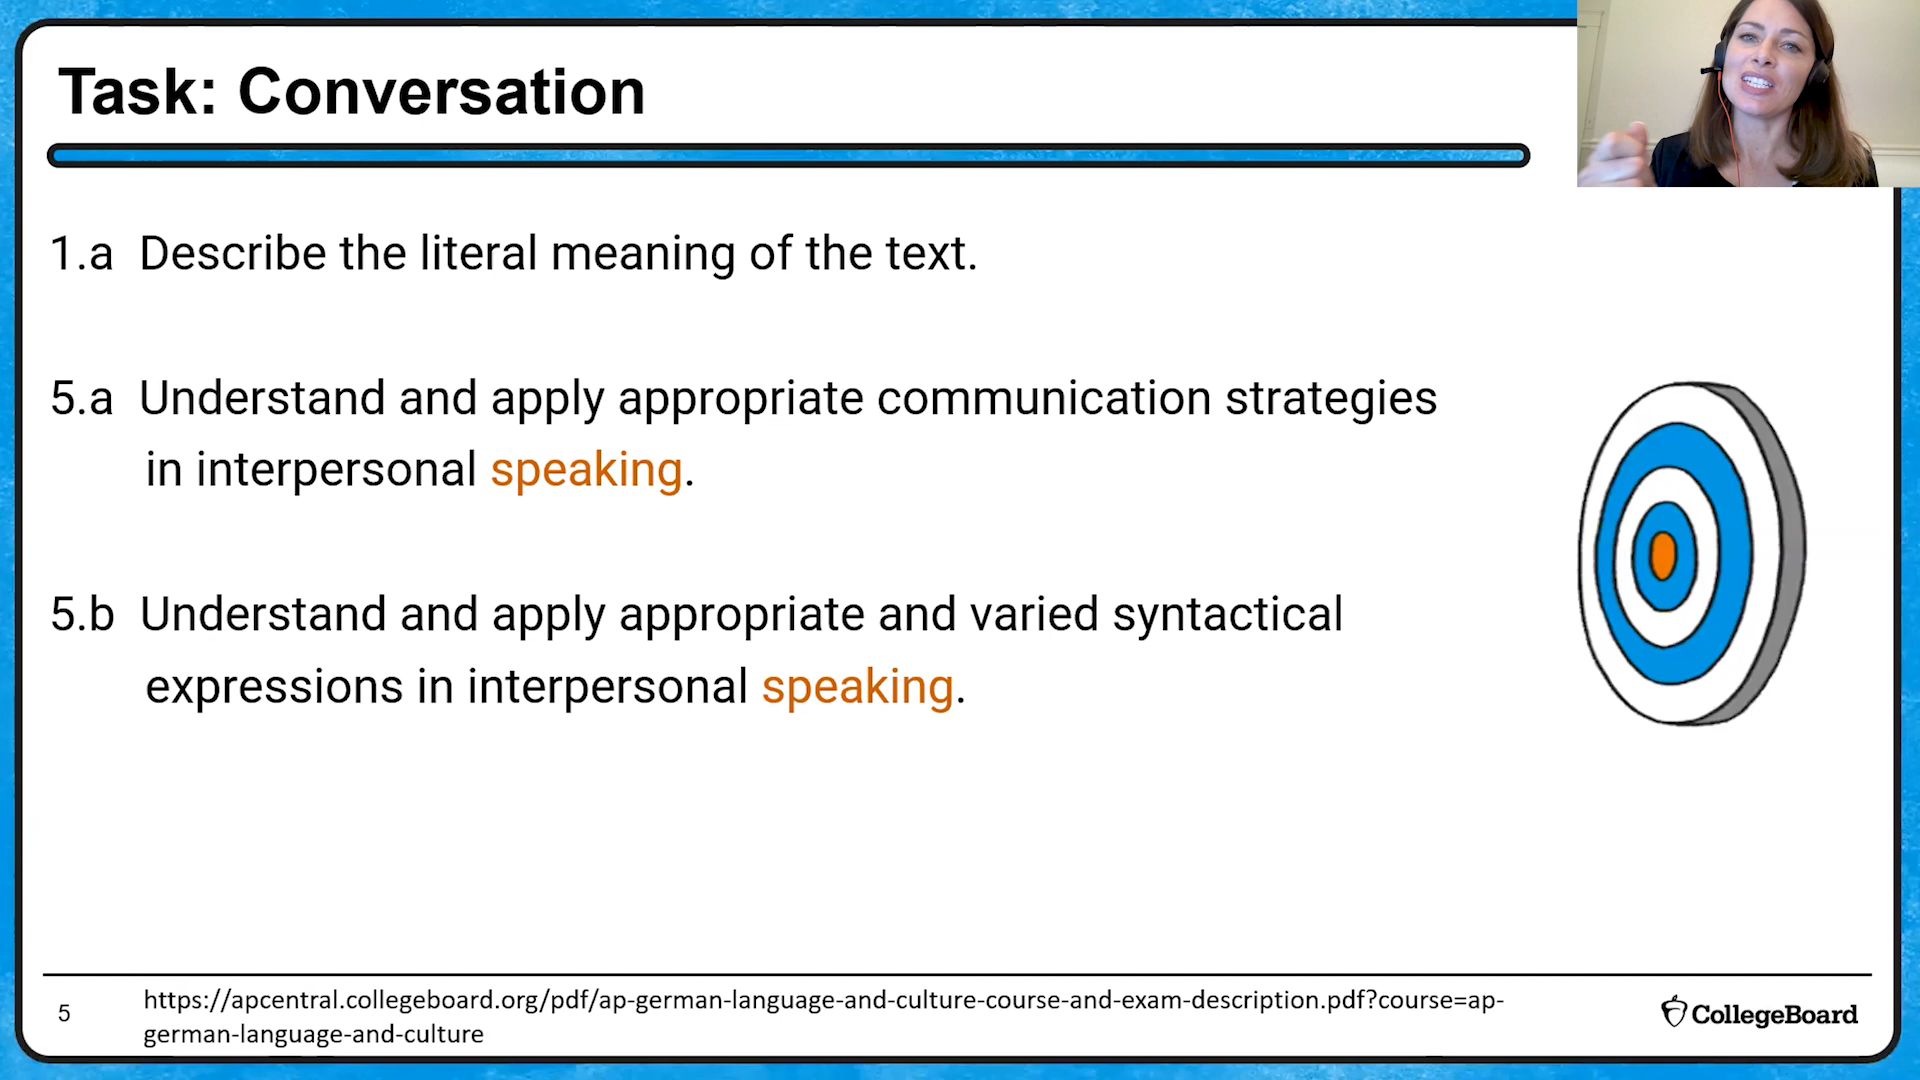 Task: Conversation
1.a Describe the literal meaning of the text.
5.a Understand and apply appropriate communication strategies
in interpersonal speaking.
5.b Understand and apply appropriate and varied syntactical
expressions in interpersonal speaking.
5
https://apcentral.collegeboard.org/pdf/ap-german-language-and-culture-course-and-exam-description.pdf?course=ap-
german-language-and-culture
CollegeBoard